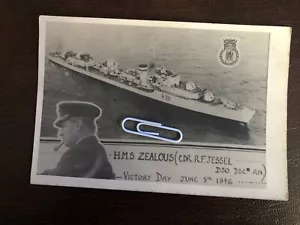 H.M.S. ZEALOUS (CDR. R.F. JESSEL
DSO DSC* RN)
VICTORY DAY JUNE 8TH 1946